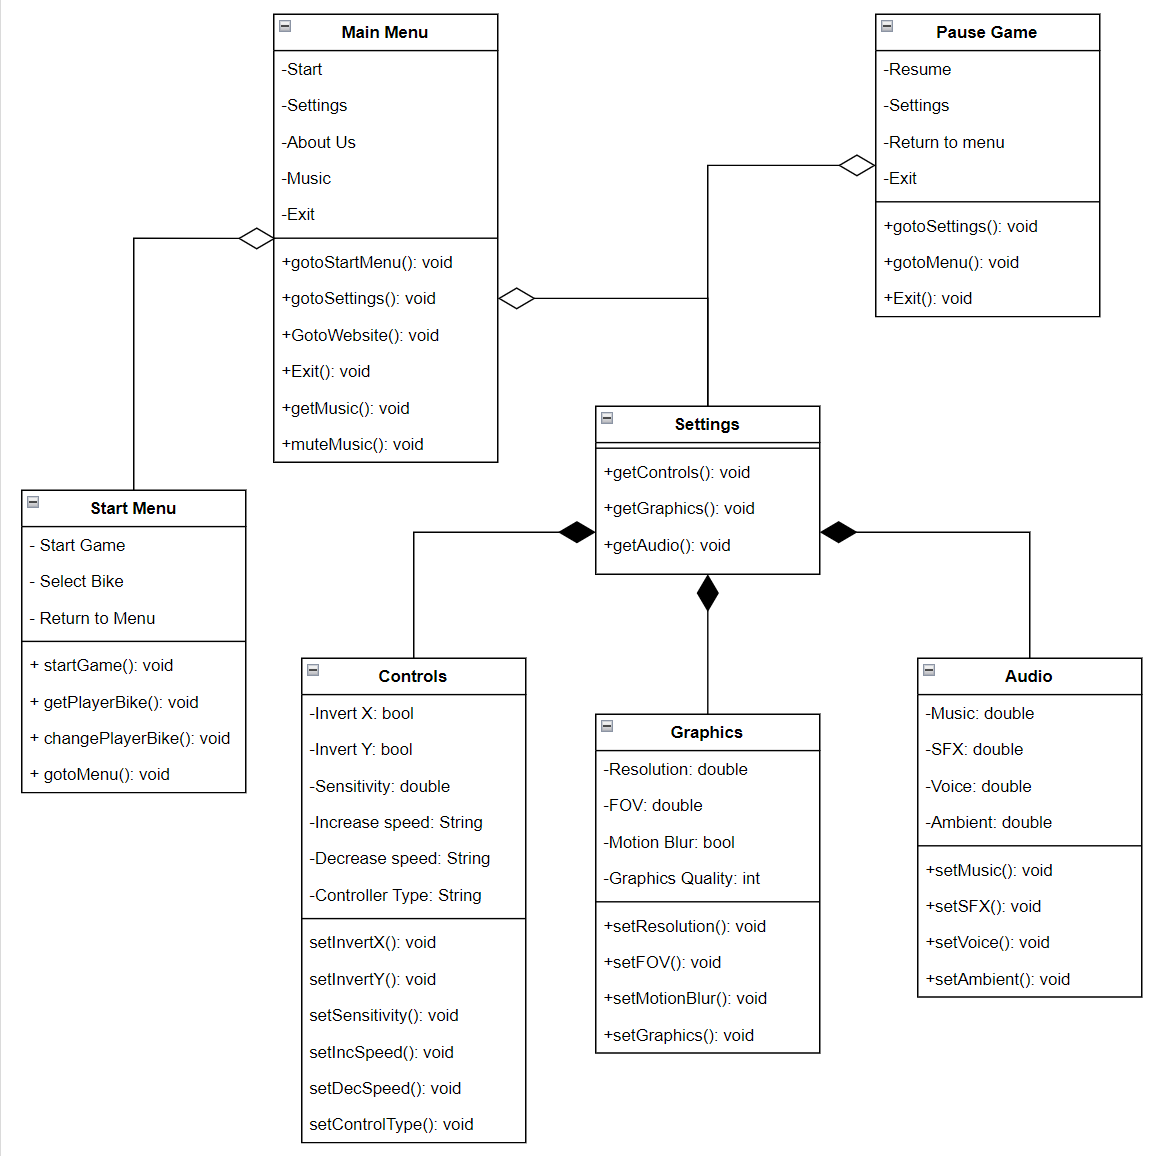 Main Menu
-Start
-Settings
-About Us
-Music
-Exit
+gotoStartMenu(): void
+gotoSettings(): void
+GotoWebsite(): void
+Exit(): void
+getMusic(): void
+muteMusic(): void
Pause Game
-Resume
-Settings
-Return to menu
-Exit
+gotoSettings(): void
+gotoMenu(): void
+Exit(): void
Settings
+getControls(): void
+getGraphics(): void
+getAudio(): void
Start Menu
- Start Game
- Select Bike
- Return to Menu
+ startGame(): void
+ getPlayerBike(): void
+ changePlayerBike(): void
+ gotoMenu(): void
Controls
-Invert X: bool
-Invert Y: bool
-Sensitivity: double
-Increase speed: String
-Decrease speed: String
-Controller Type: String
setInvertX(): void
setInvertY(): void
setSensitivity(): void
setIncSpeed(): void
setDecSpeed(): void
setControlType(): void
Graphics
-Resolution: double
-FOV: double
-Motion Blur: bool
-Graphics Quality: int
+setResolution(): void
+setFOV(): void
+setMotionBlur(): void
+setGraphics(): void
Audio
-Music: double
-SFX: double
-Voice: double
-Ambient: double
+setMusic(): void
+setSFX(): void
+setVoice(): void
+setAmbient(): void